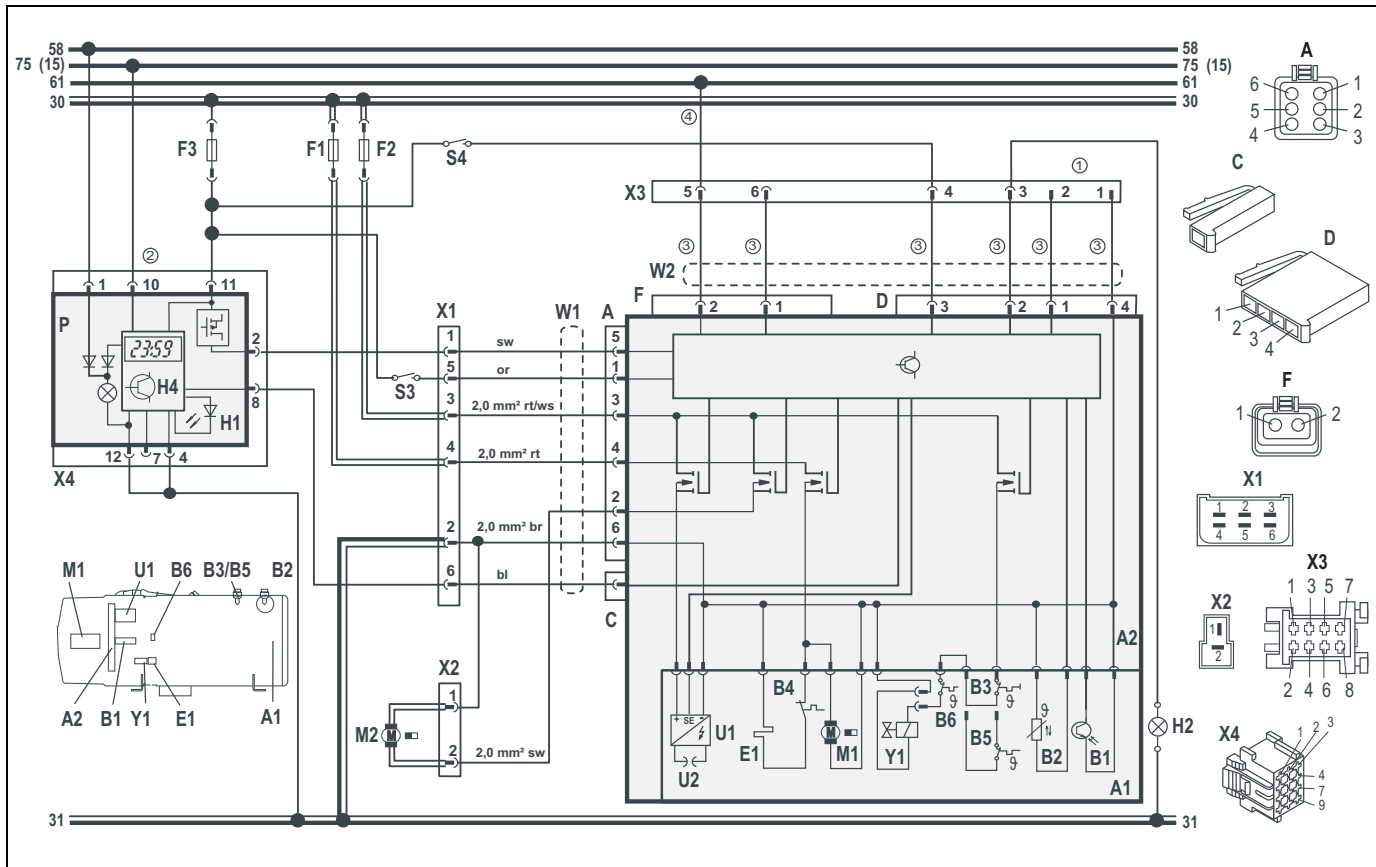 58 58
75 (15) 75 (15)
61 61
30 30
F3 F1 F2 S4
④ ①
X3 5 6 4 3 2 1
③ ③ ③ ③ ③ ③
W2
②
1 10 11
F 2 1 D 3 2 1 4
P
23:59
H4
H1
2
8
12 7 4
X4
X1 W1 A
1 sw 5
5 or 1
S3
3 2,0 mm² rt/ws 3
4 2,0 mm² rt 4
2
2 2,0 mm² br 6
6 bl
C
A2
M1 U1 B6 B3/B5 B2
A2 B1 Y1 E1 A1
X2
1
M2 M
2 2,0 mm² sw
+ SE -
U1
U2
E1
B4
M
M1
Y1
B6
B3
ϑ
ϑ
B5
ϑ
ϑ
B2
B1
A1
H2
31 31
A
6 1
5 2
4 3
C
D
1
2
3
4
F
1 2
X1
1 2 3
4 5 6
X3
1 3 5 7
2 4 6 8
X2
1
2
X4
1 2 3
4
7
9